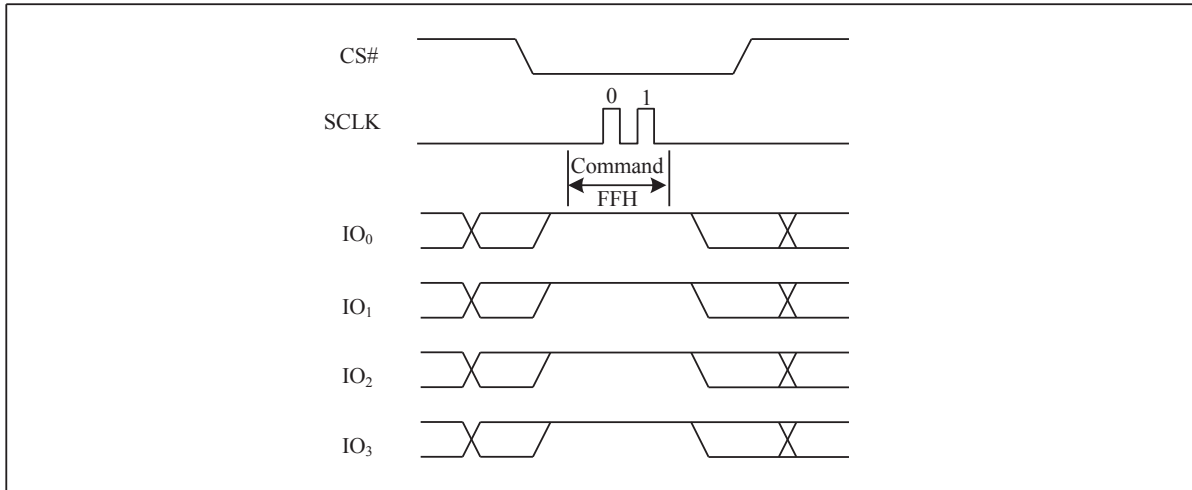 CS#
0 1
SCLK
Command
FFH
IO₀
IO₁
IO₂
IO₃